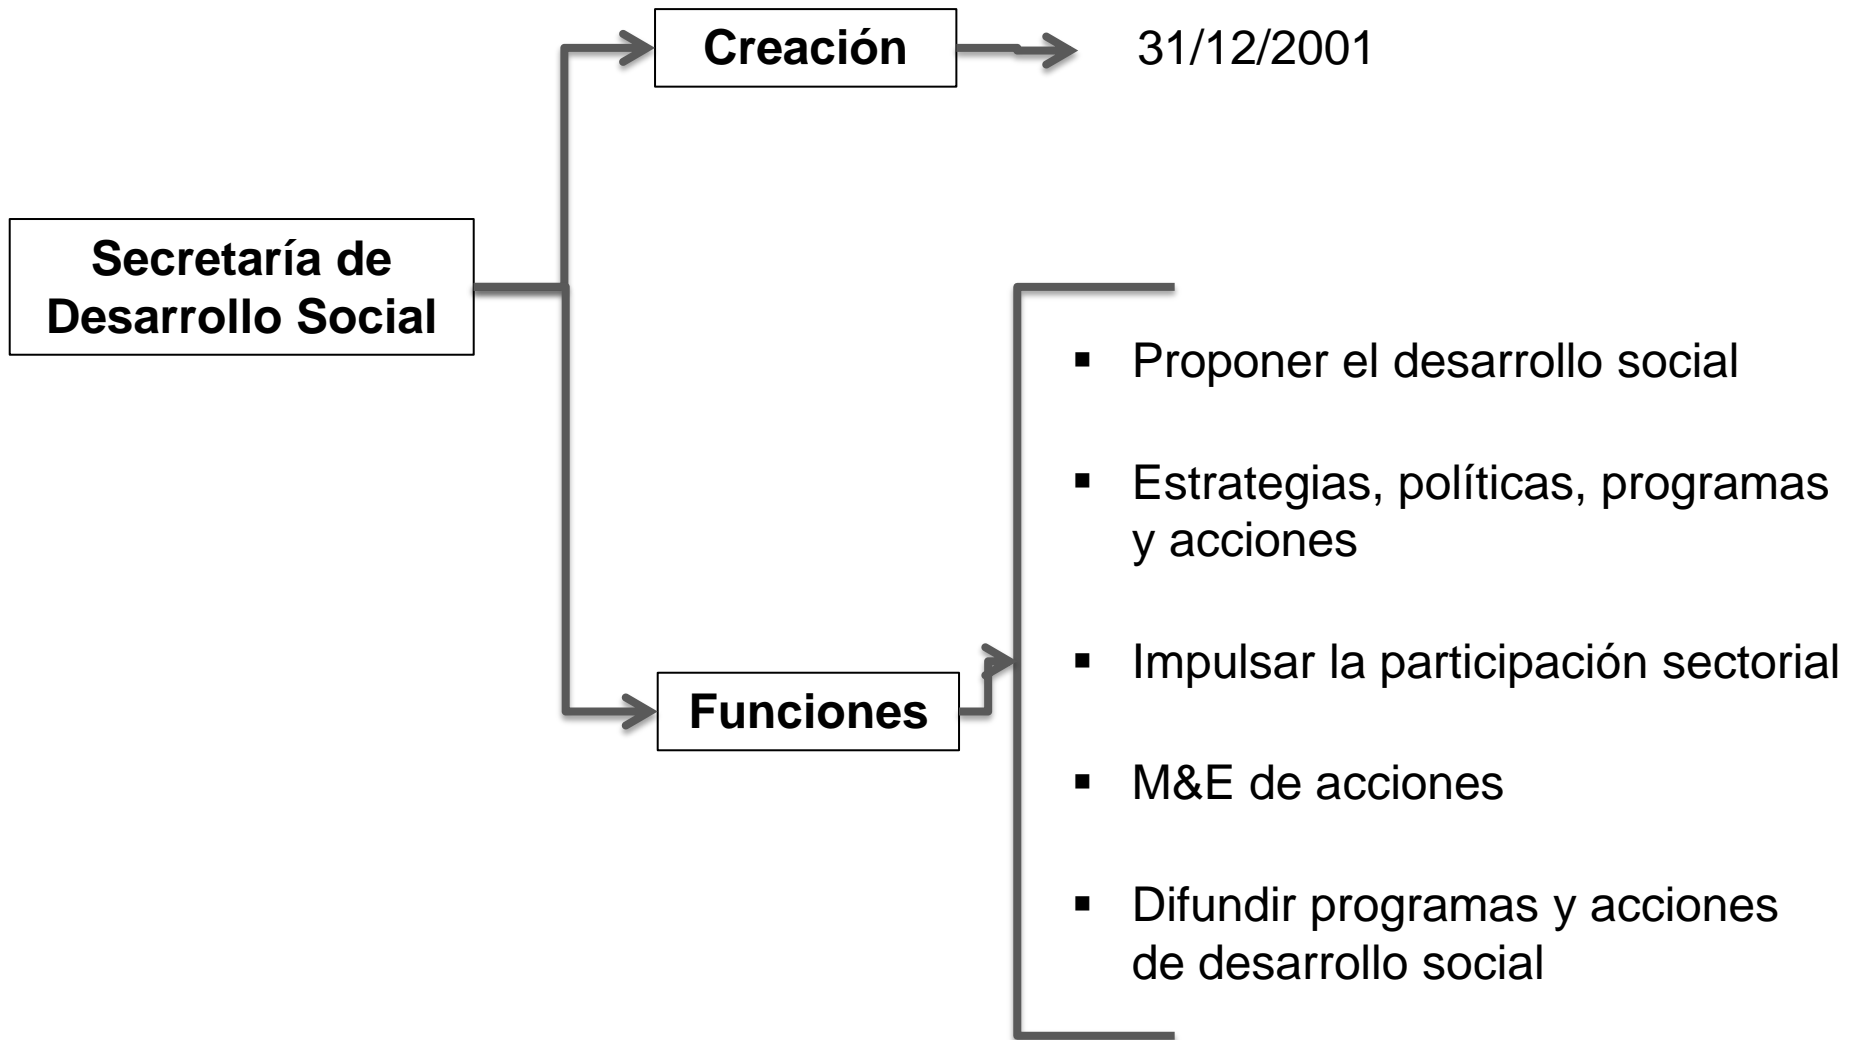 Creación
31/12/2001
Secretaría de
Desarrollo Social
Funciones
▪ Proponer el desarrollo social
▪ Estrategias, políticas, programas
y acciones
▪ Impulsar la participación sectorial
▪ M&E de acciones
▪ Difundir programas y acciones
de desarrollo social